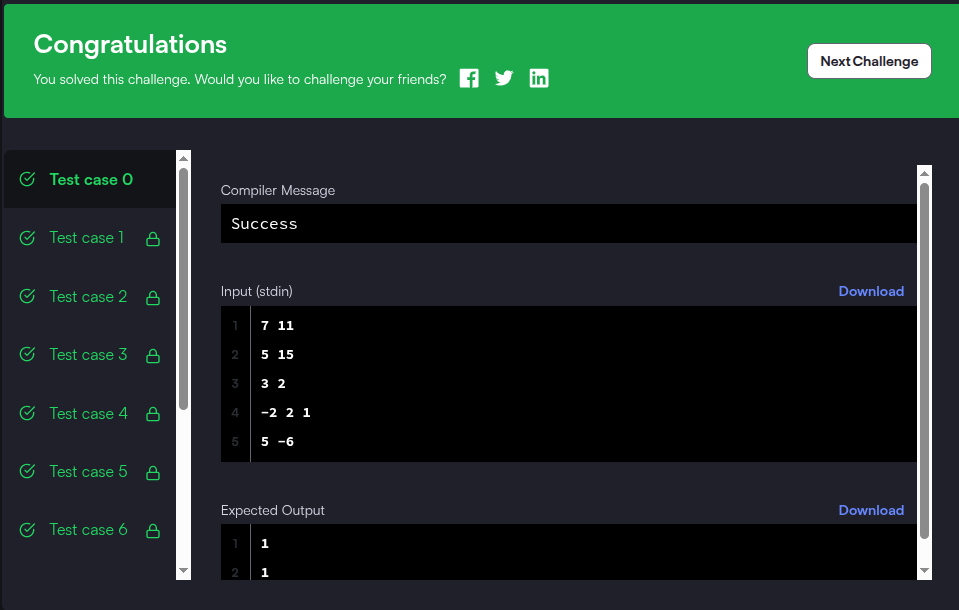 Congratulations
You solved this challenge. Would you like to challenge your friends?
Next Challenge
Test case 0
Test case 1
Test case 2
Test case 3
Test case 4
Test case 5
Test case 6
Compiler Message
Success
Input (stdin) Download
1 7 11
2 5 15
3 3 2
4 -2 2 1
5 5 -6
Expected Output Download
1 1
2 1